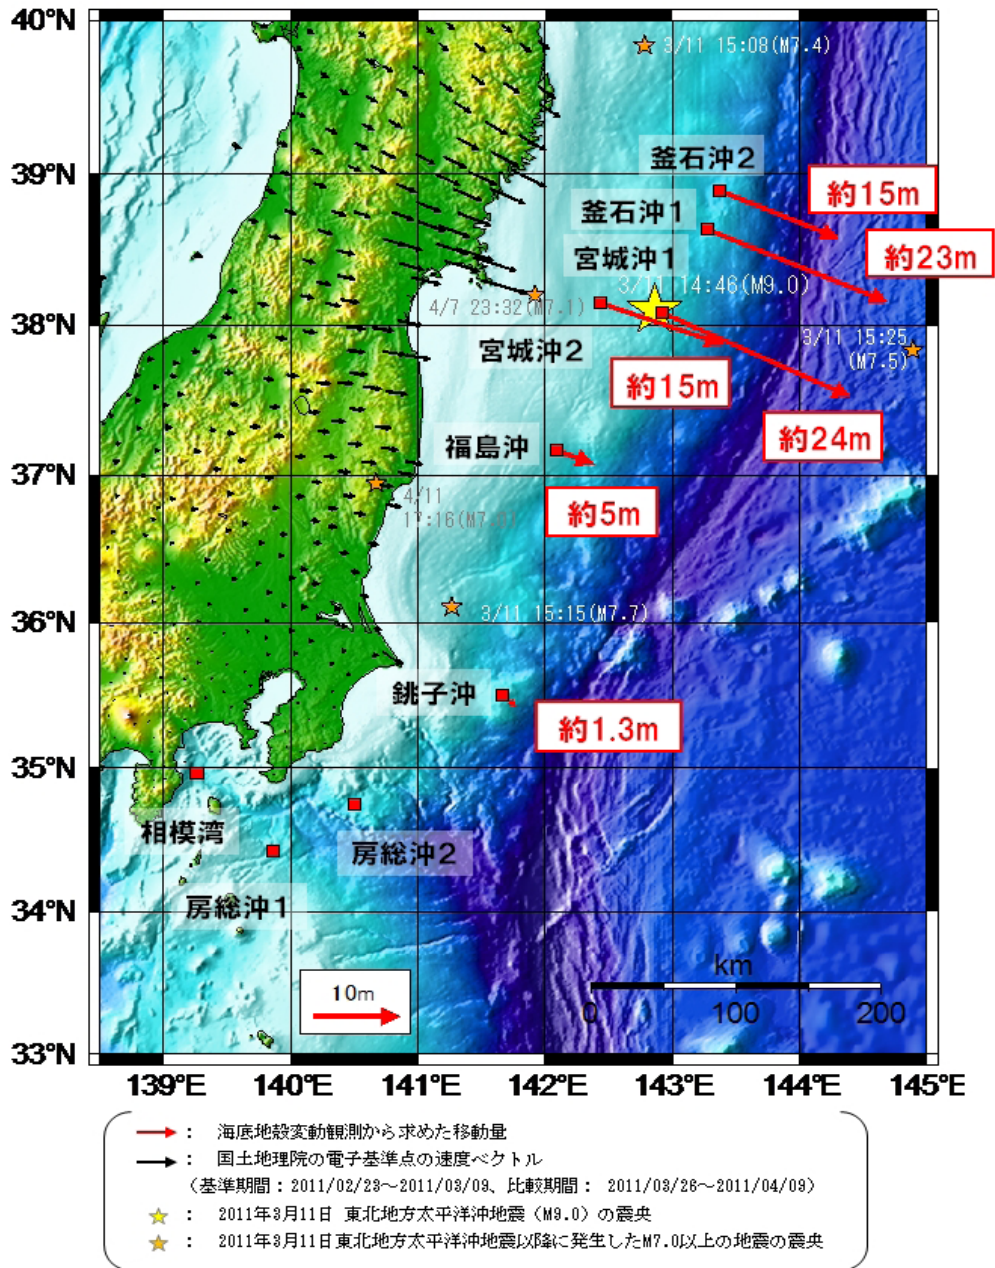 40°N
3/11 15:08(M7.4)
釜石沖2
39°N
約15m
釜石沖1
約23m
宮城沖1
3/11 14:46(M9.0)
4/7 23:32(M7.1)
38°N
3/11 15:25
(M7.5)
宮城沖2
約15m
約24m
福島沖
37°N
4/11
約5m
3/11 15:15(M7.7)
36°N
銚子沖
約1.3m
35°N
相模湾
房総沖2
房総沖1
34°N
km
10m
0 100 200
33°N
139°E 140°E 141°E 142°E 143°E 144°E 145°E
： 海底地殻変動観測から求めた移動量
： 国土地理院の電子基準点の速度ベクトル
（基準期間：2011/02/23～2011/03/09、比較期間： 2011/03/26～2011/04/09）
： 2011年3月11日 東北地方太平洋沖地震（M9.0）の震央
： 2011年3月11日東北地方太平洋沖地震以降に発生したM7.0以上の地震の震央